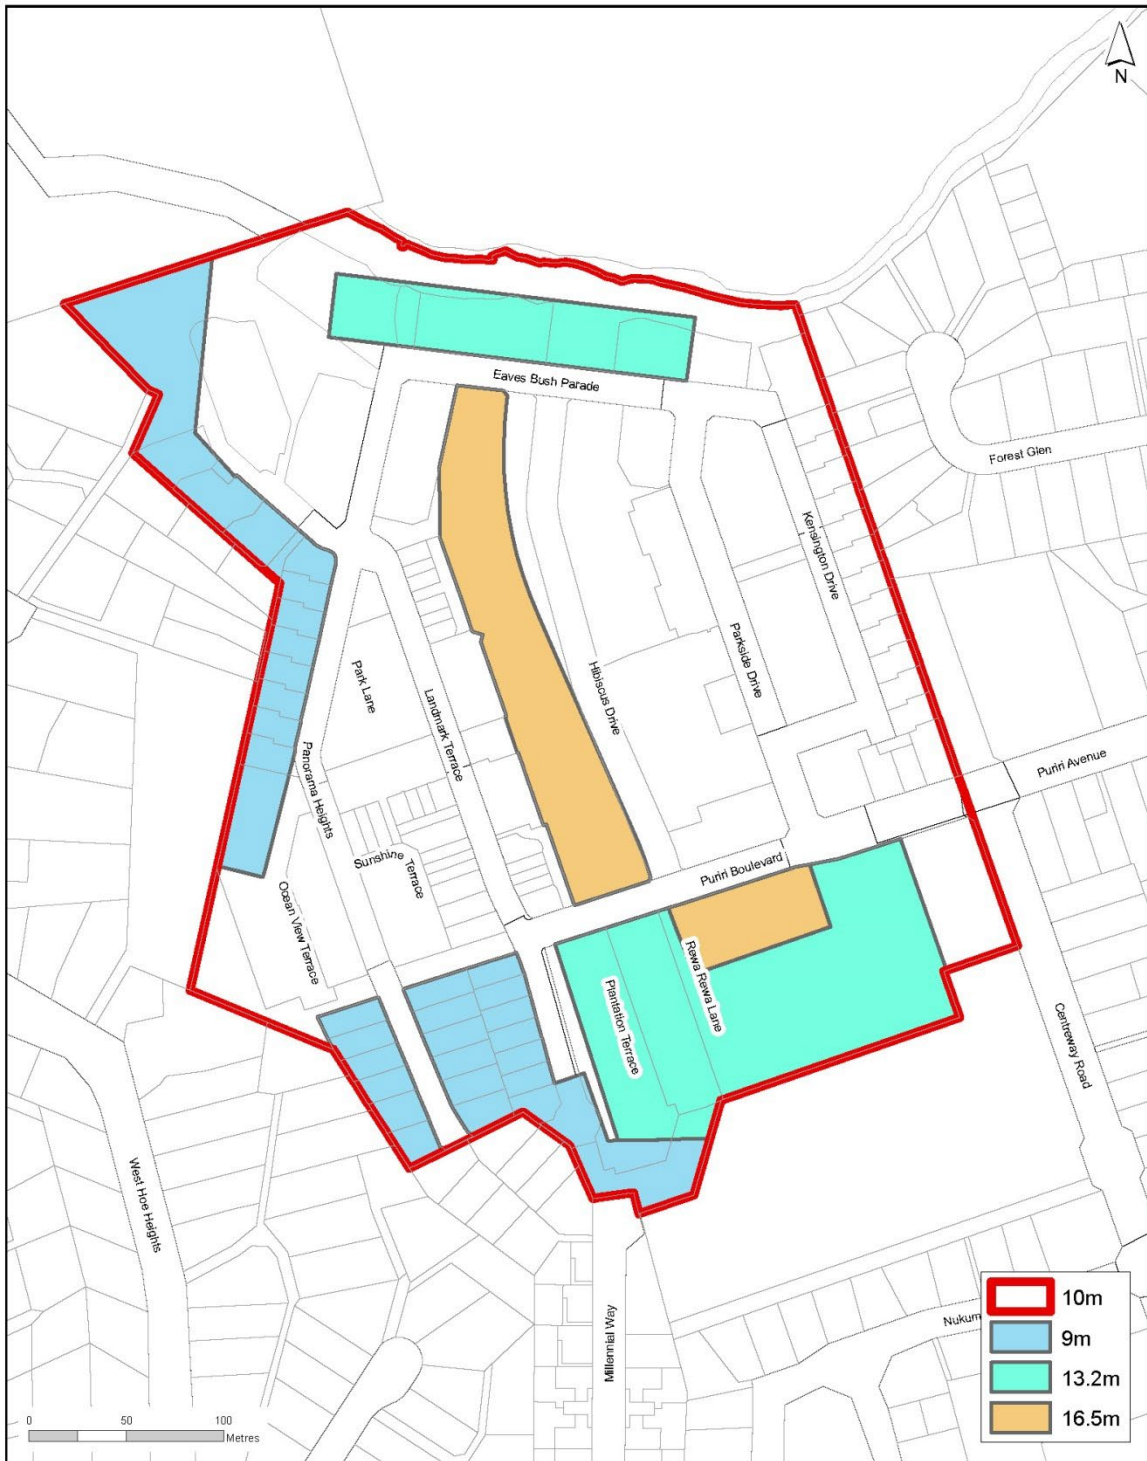 N
Eaves Bush Parade
Forest Glen
Kensington Drive
Parkside Drive
Hibiscus Drive
Park Lane
Landmark Terrace
Panorama Heights
Puriri Avenue
Sunshine Terrace
Puriri Boulevard
Ocean View Terrace
Rewa Rewa Lane
Plantation Terrace
Centreway Road
West Hoe Heights
Millennial Way
Nukum
10m
9m
13.2m
16.5m
0 50 100
Metres